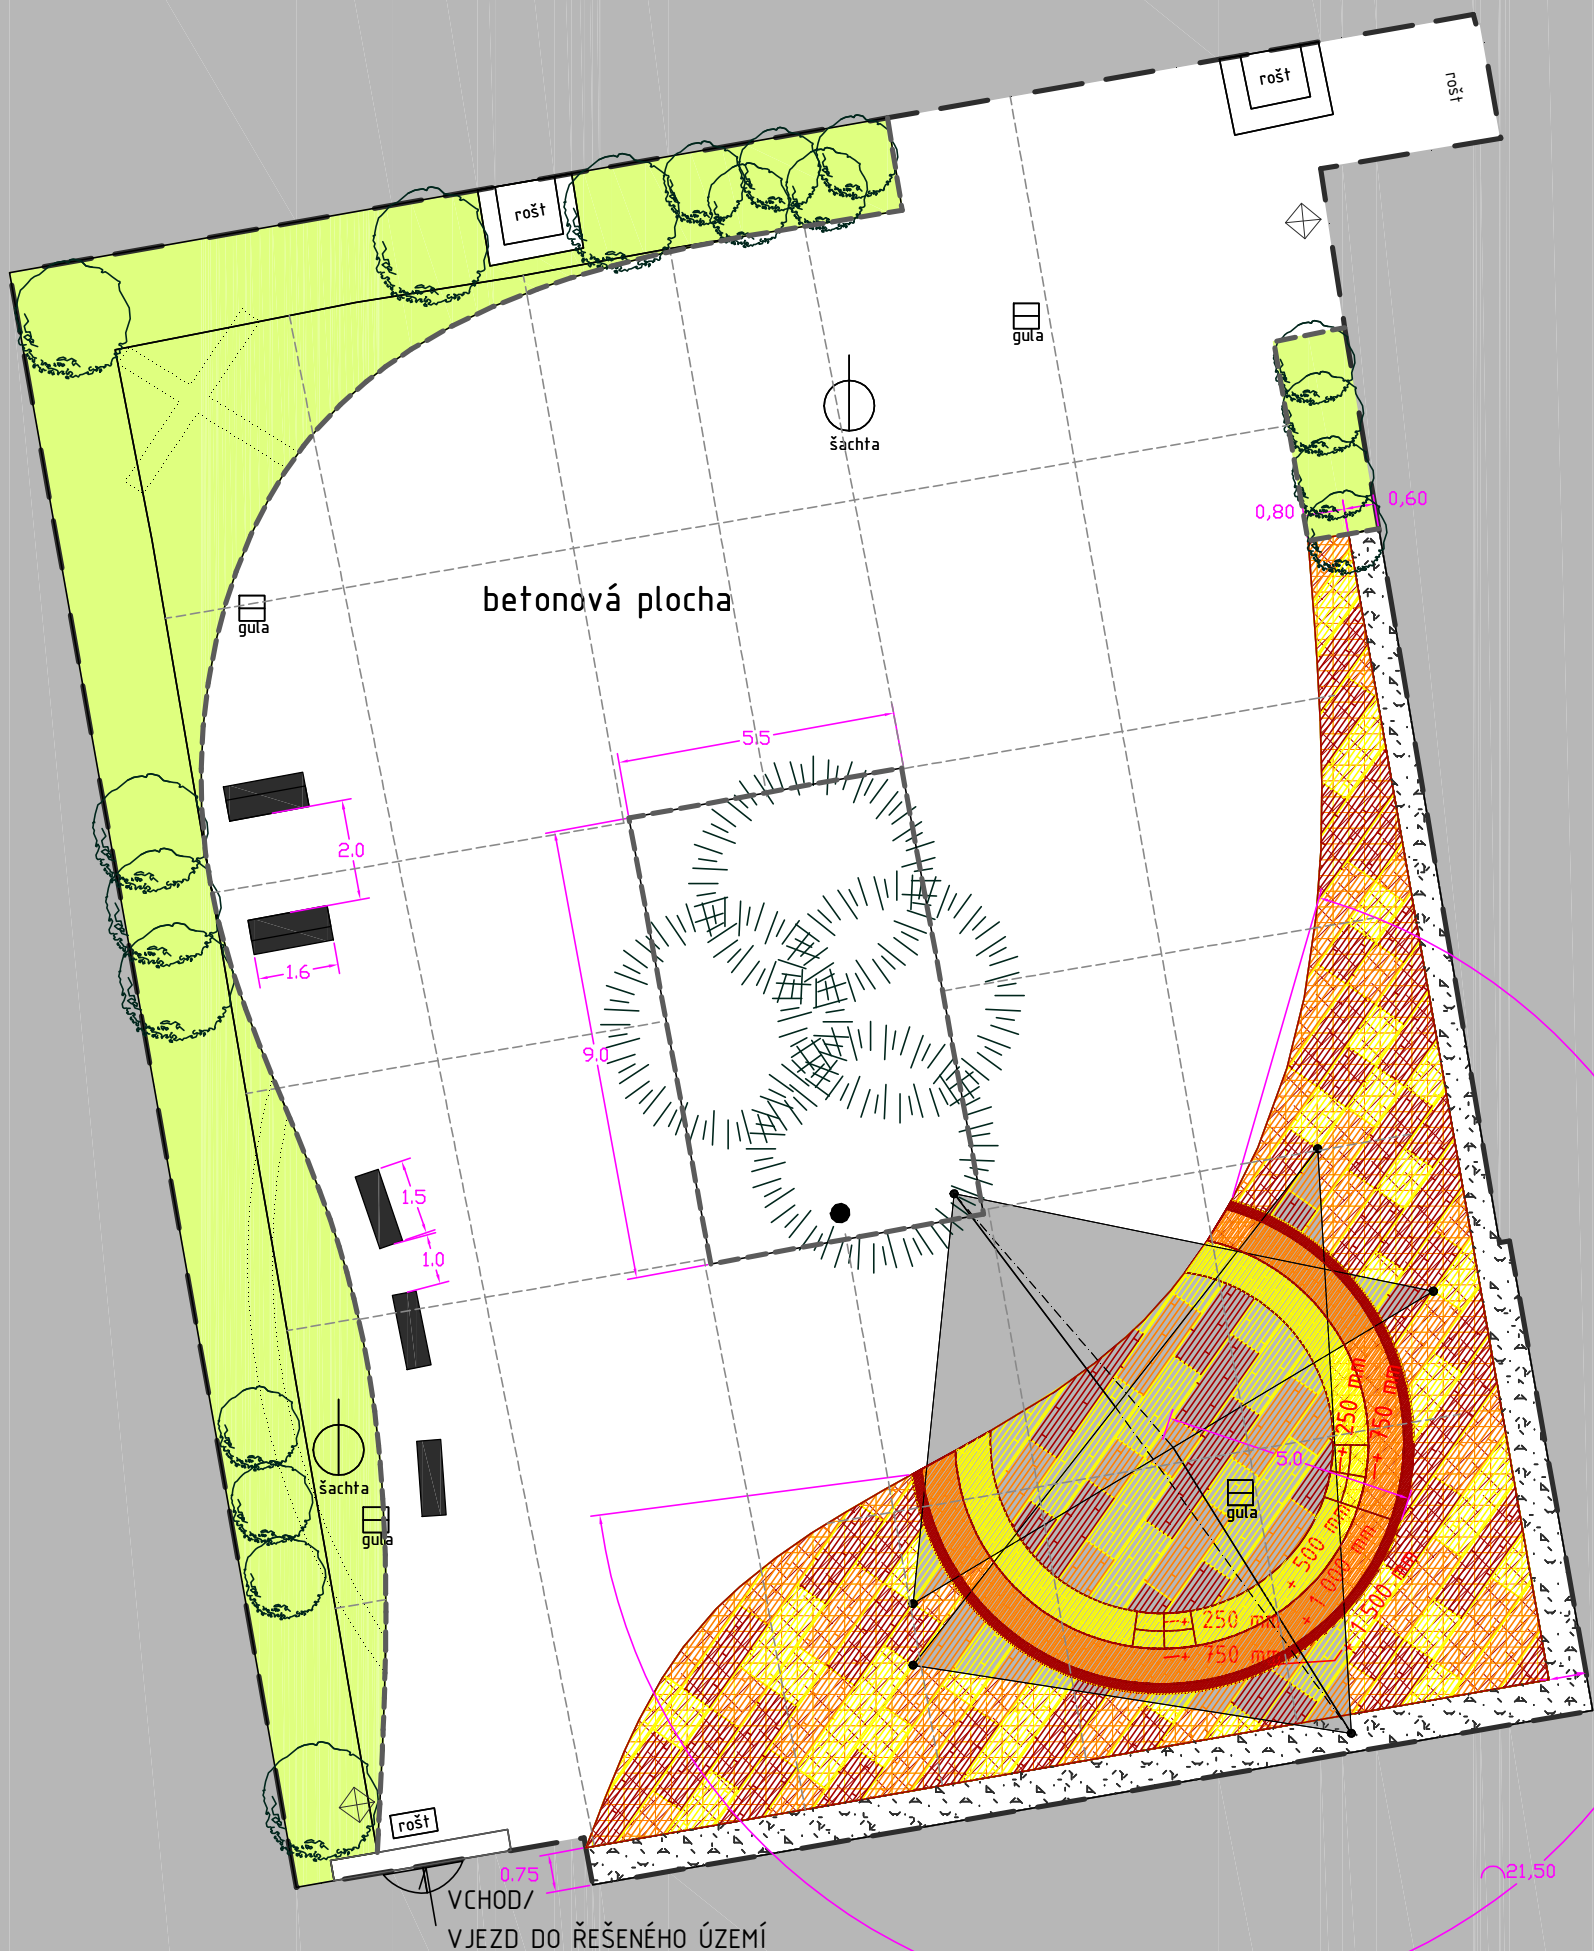 rošt
rošt
rošt
gula
šachta
0,80
0,60
betonová plocha
gula
5.5
2.0
1.6
9.0
1.5
1.0
250 mm
750 mm
5.0
šachta
gula
gula
+ 500 mm
+ 1 000 mm
+ 1 500 mm
+ 250 mm
+ 750 mm
rošt
0.75
21,50
VCHOD/
VJEZD DO ŘEŠENÉHO ÚZEMÍ